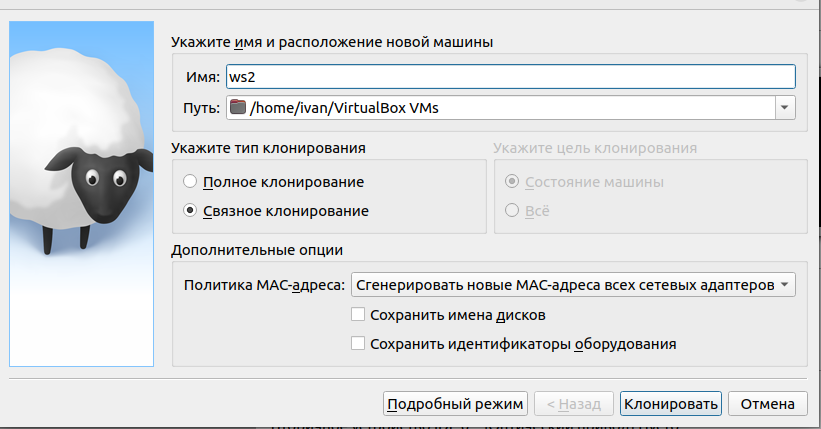 Укажите имя и расположение новой машины
Имя: ws2
Путь: /home/ivan/VirtualBox VMs
Укажите тип клонирования
Полное клонирование
Связное клонирование
Укажите цель клонирования
Состояние машины
Всё
Дополнительные опции
Политика MAC-адреса: Сгенерировать новые MAC-адреса всех сетевых адаптеров
Сохранить имена дисков
Сохранить идентификаторы оборудования
Подробный режим < Назад Клонировать Отмена